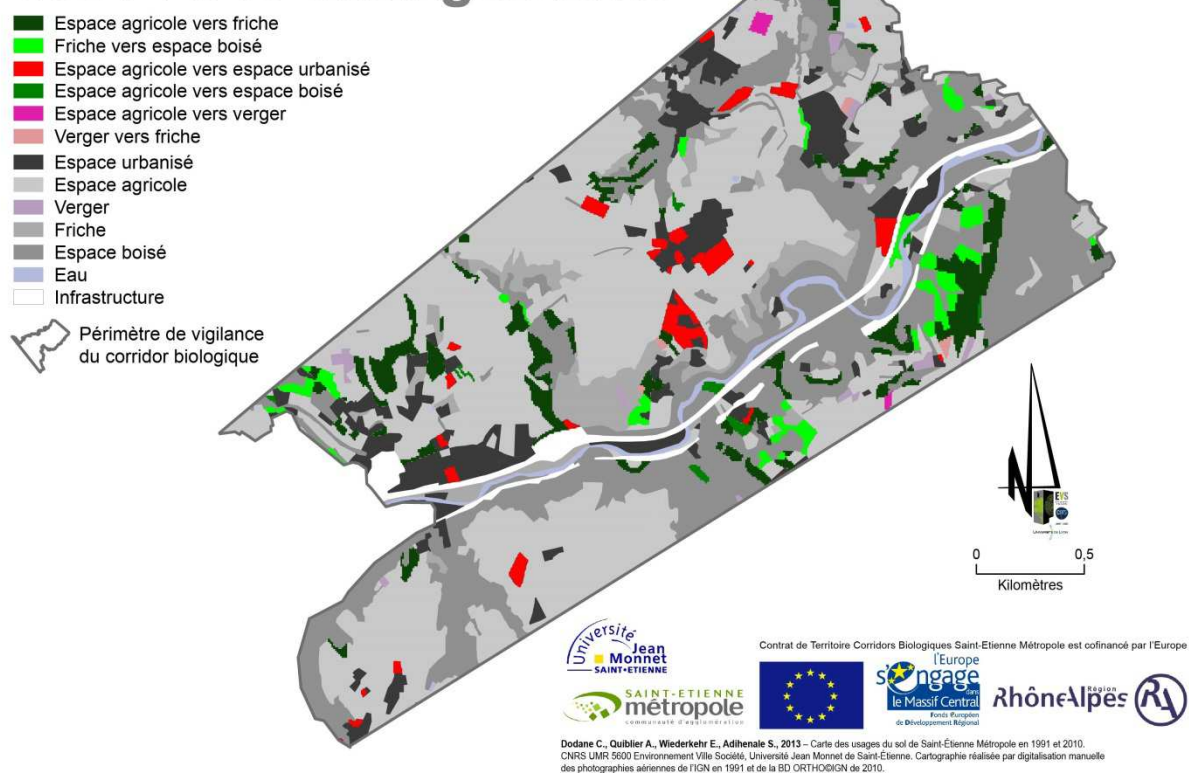 Espace agricole vers friche
Friche vers espace boisé
Espace agricole vers espace urbanisé
Espace agricole vers espace boisé
Espace agricole vers verger
Verger vers friche
Espace urbanisé
Espace agricole
Verger
Friche
Espace boisé
Eau
Infrastructure
Périmètre de vigilance
du corridor biologique
N
EVS
0 0,5
Kilomètres
Université
Jean
Monnet
SAINT-ETIENNE
SAINT-ETIENNE
métropole
communauté d'agglomération
Contrat de Territoire Corridors Biologiques Saint-Etienne Métropole est cofinancé par l'Europe
l'Europe
s'engage
dans
le Massif Central
Fonds Européen
de Développement Régional
RhôneAlpes Région
Dodane C., Quiblier A., Wiederkehr E., Adihenale S., 2013 – Carte des usages du sol de Saint-Étienne Métropole en 1991 et 2010.
CNRS UMR 5600 Environnement Ville Société, Université Jean Monnet de Saint-Étienne. Cartographie réalisée par digitalisation manuelle
des photographies aériennes de l'IGN en 1991 et de la BD ORTHO©IGN de 2010.